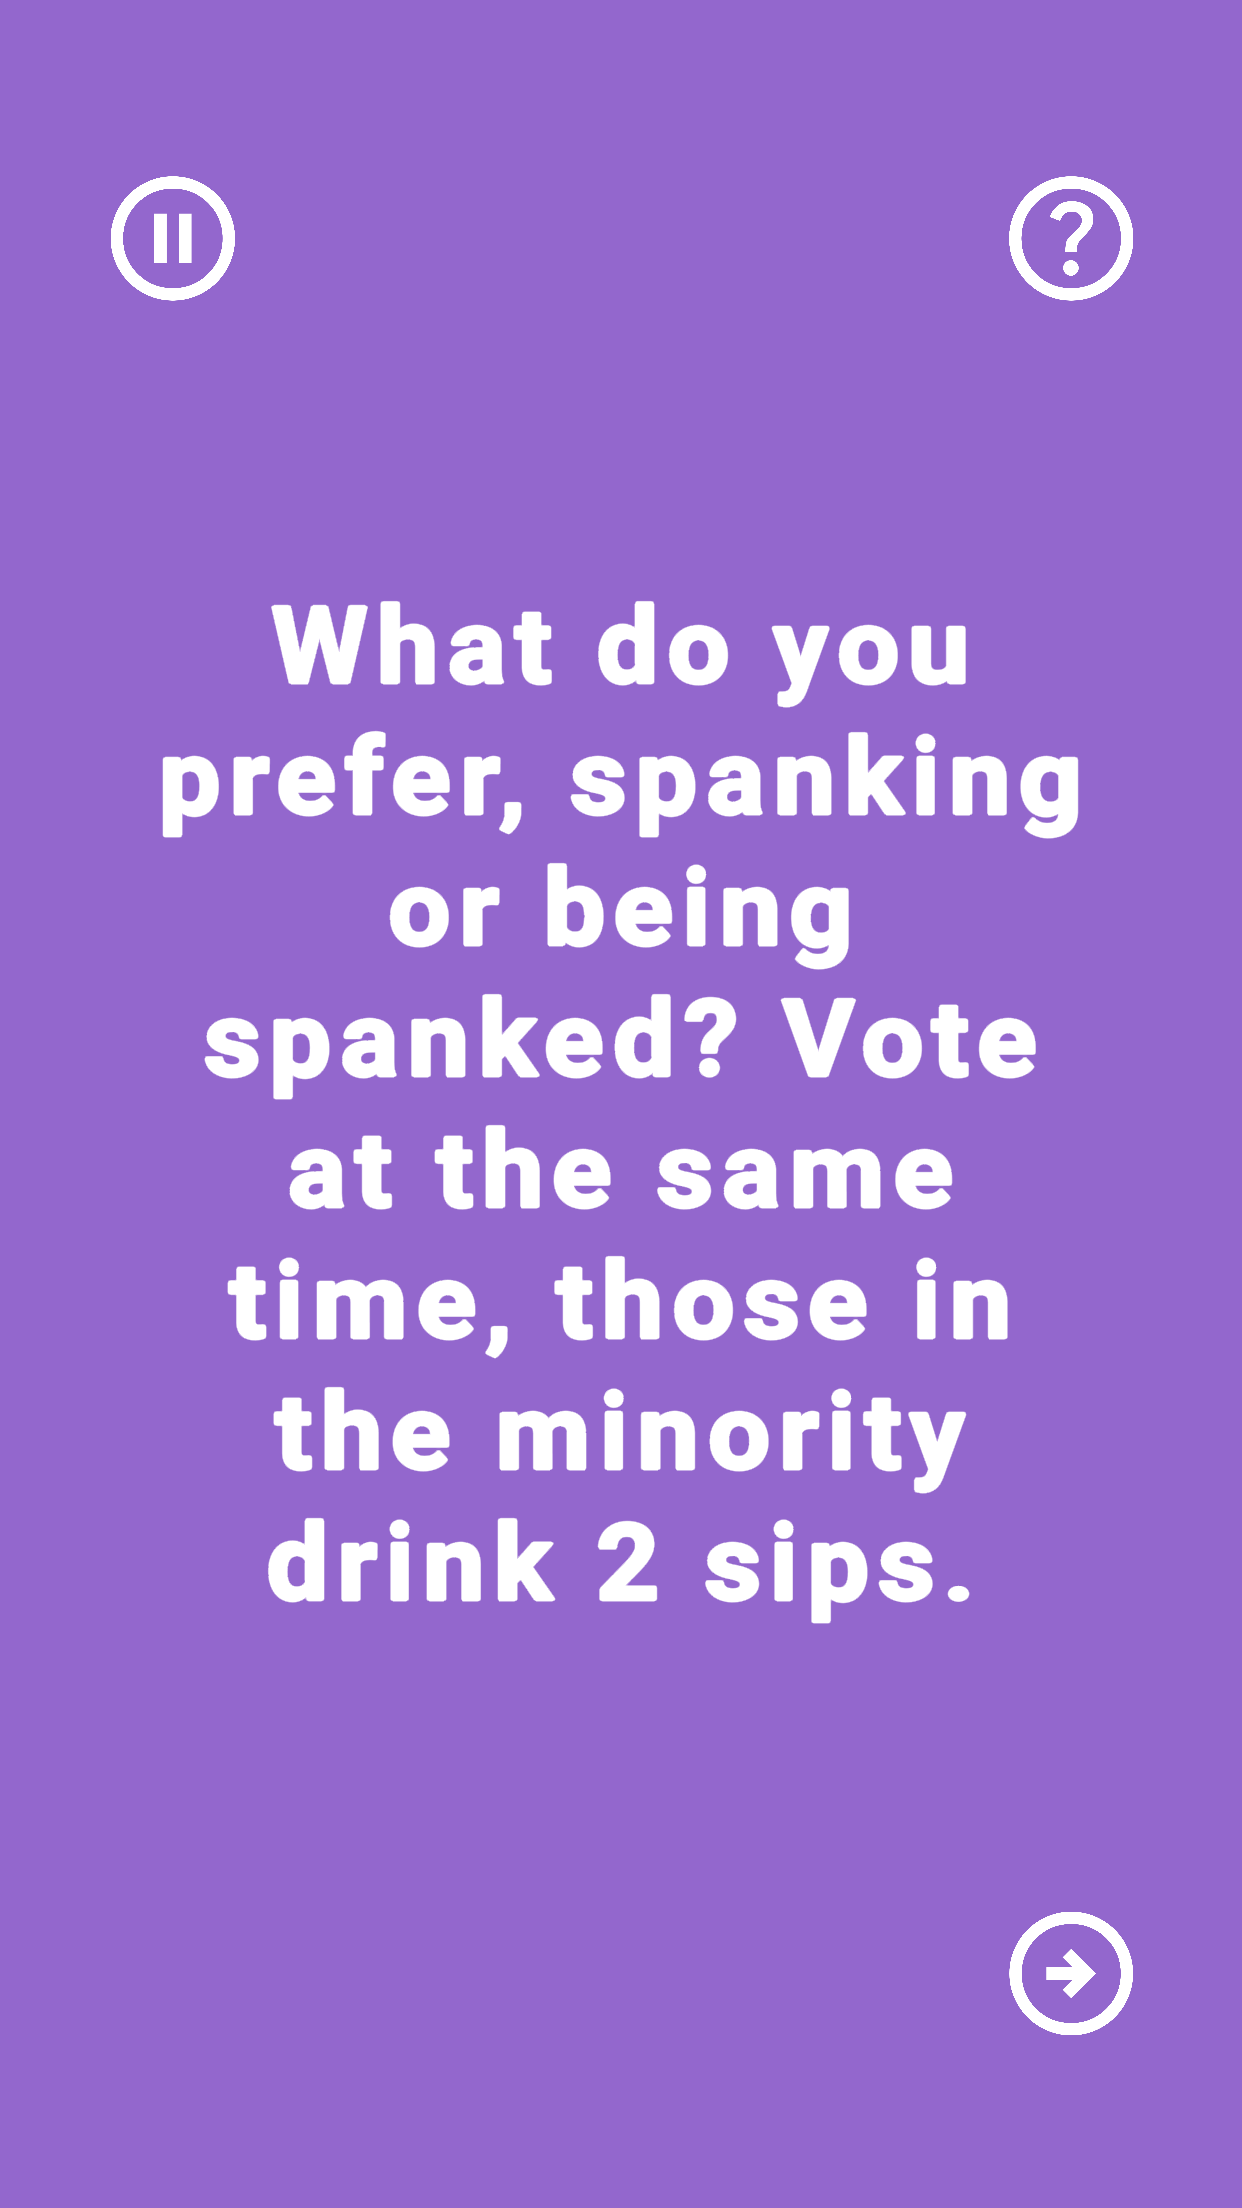 What do you
prefer, spanking
or being
spanked? Vote
at the same
time, those in
the minority
drink 2 sips.